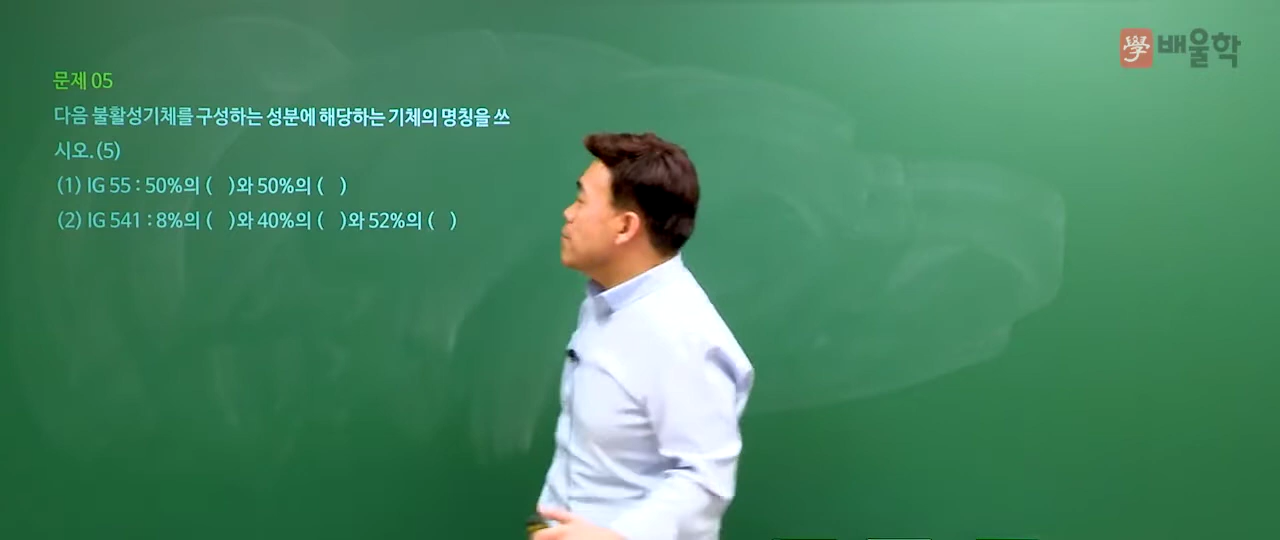 學 배울학
문제 05
다음 불활성기체를 구성하는 성분에 해당하는 기체의 명칭을 쓰
시오. (5)
(1) IG 55 : 50%의 ( )와 50%의 ( )
(2) IG 541 : 8%의 ( )와 40%의 ( )와 52%의 ( )